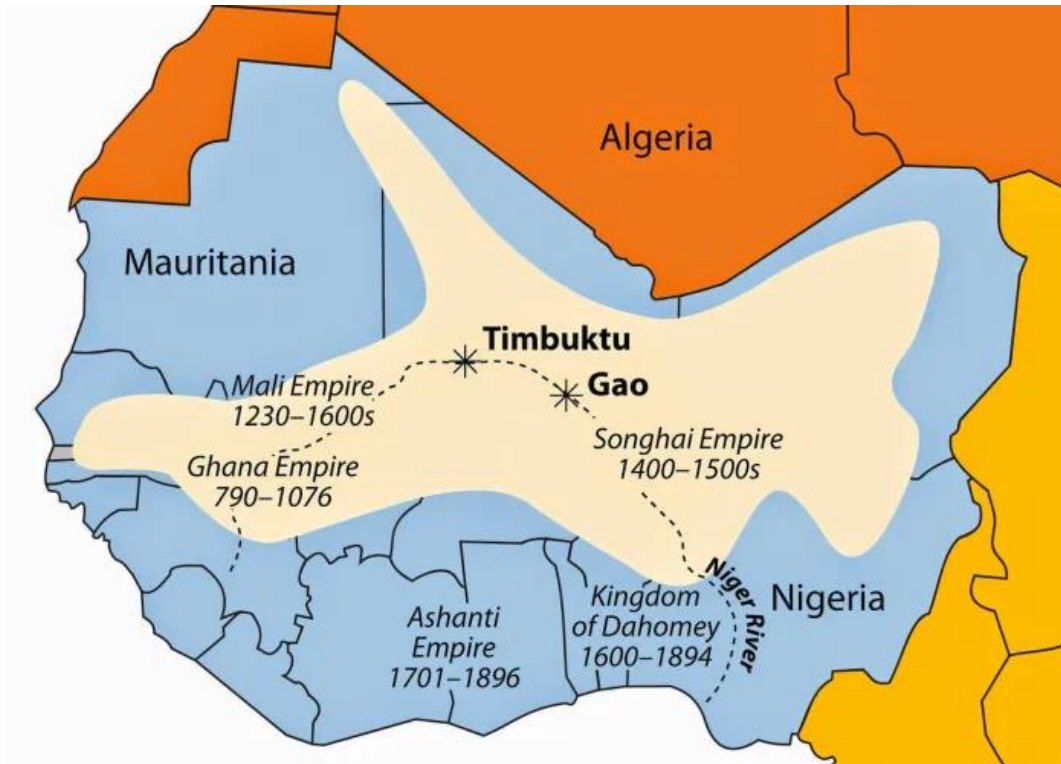 Algeria
Mauritania
Timbuktu
Gao
Mali Empire
1230–1600s
Songhai Empire
1400–1500s
Ghana Empire
790–1076
Niger River
Nigeria
Ashanti
Empire
1701–1896
Kingdom
of Dahomey
1600–1894